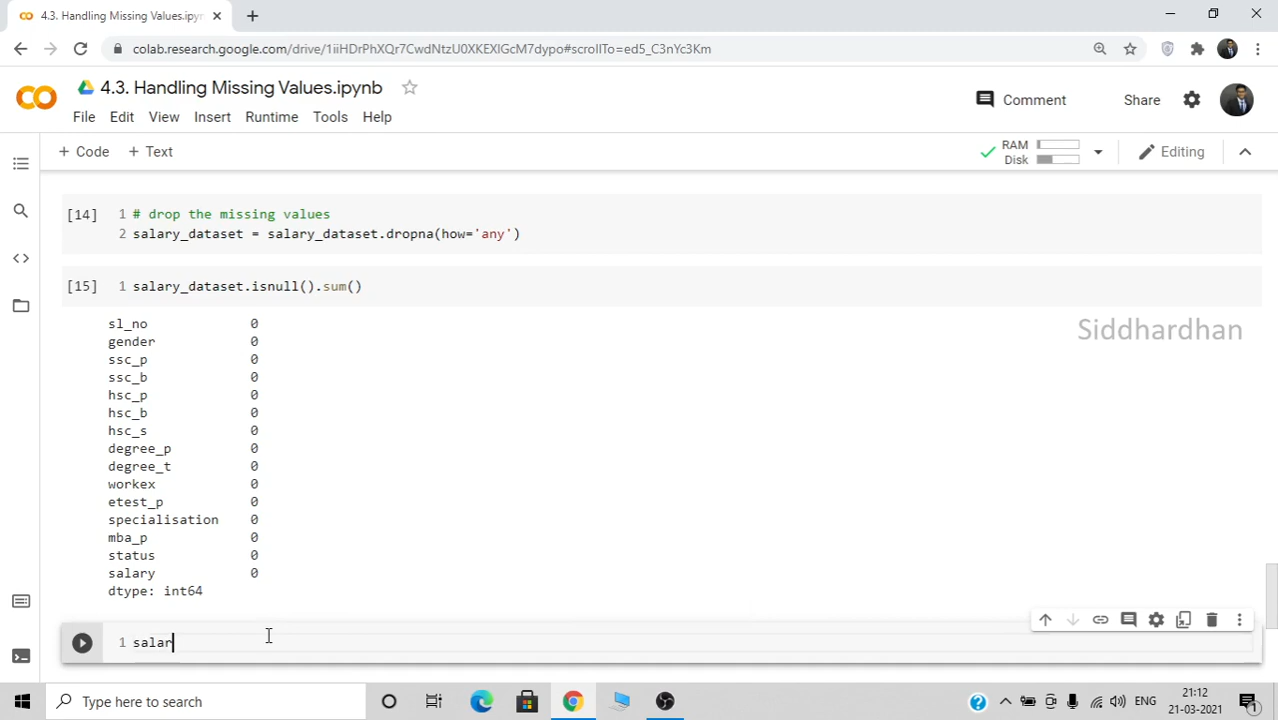 4.3. Handling Missing Values.ipyn
colab.research.google.com/drive/1iiHDrPhXQr7CwdNtzU0XKEXlGcM7dypo#scrollTo=ed5_C3nYc3Km
4.3. Handling Missing Values.ipynb
Comment
Share
File Edit View Insert Runtime Tools Help
+ Code + Text
RAM
Disk
Editing
[14]
1 # drop the missing values
2 salary_dataset = salary_dataset.dropna(how='any')
[15]
1 salary_dataset.isnull().sum()
sl_no 0
gender 0
ssc_p 0
ssc_b 0
hsc_p 0
hsc_b 0
hsc_s 0
degree_p 0
degree_t 0
workex 0
etest_p 0
specialisation 0
mba_p 0
status 0
salary 0
dtype: int64
Siddhardhan
1 salar
Type here to search
ENG
21:12
21-03-2021
1